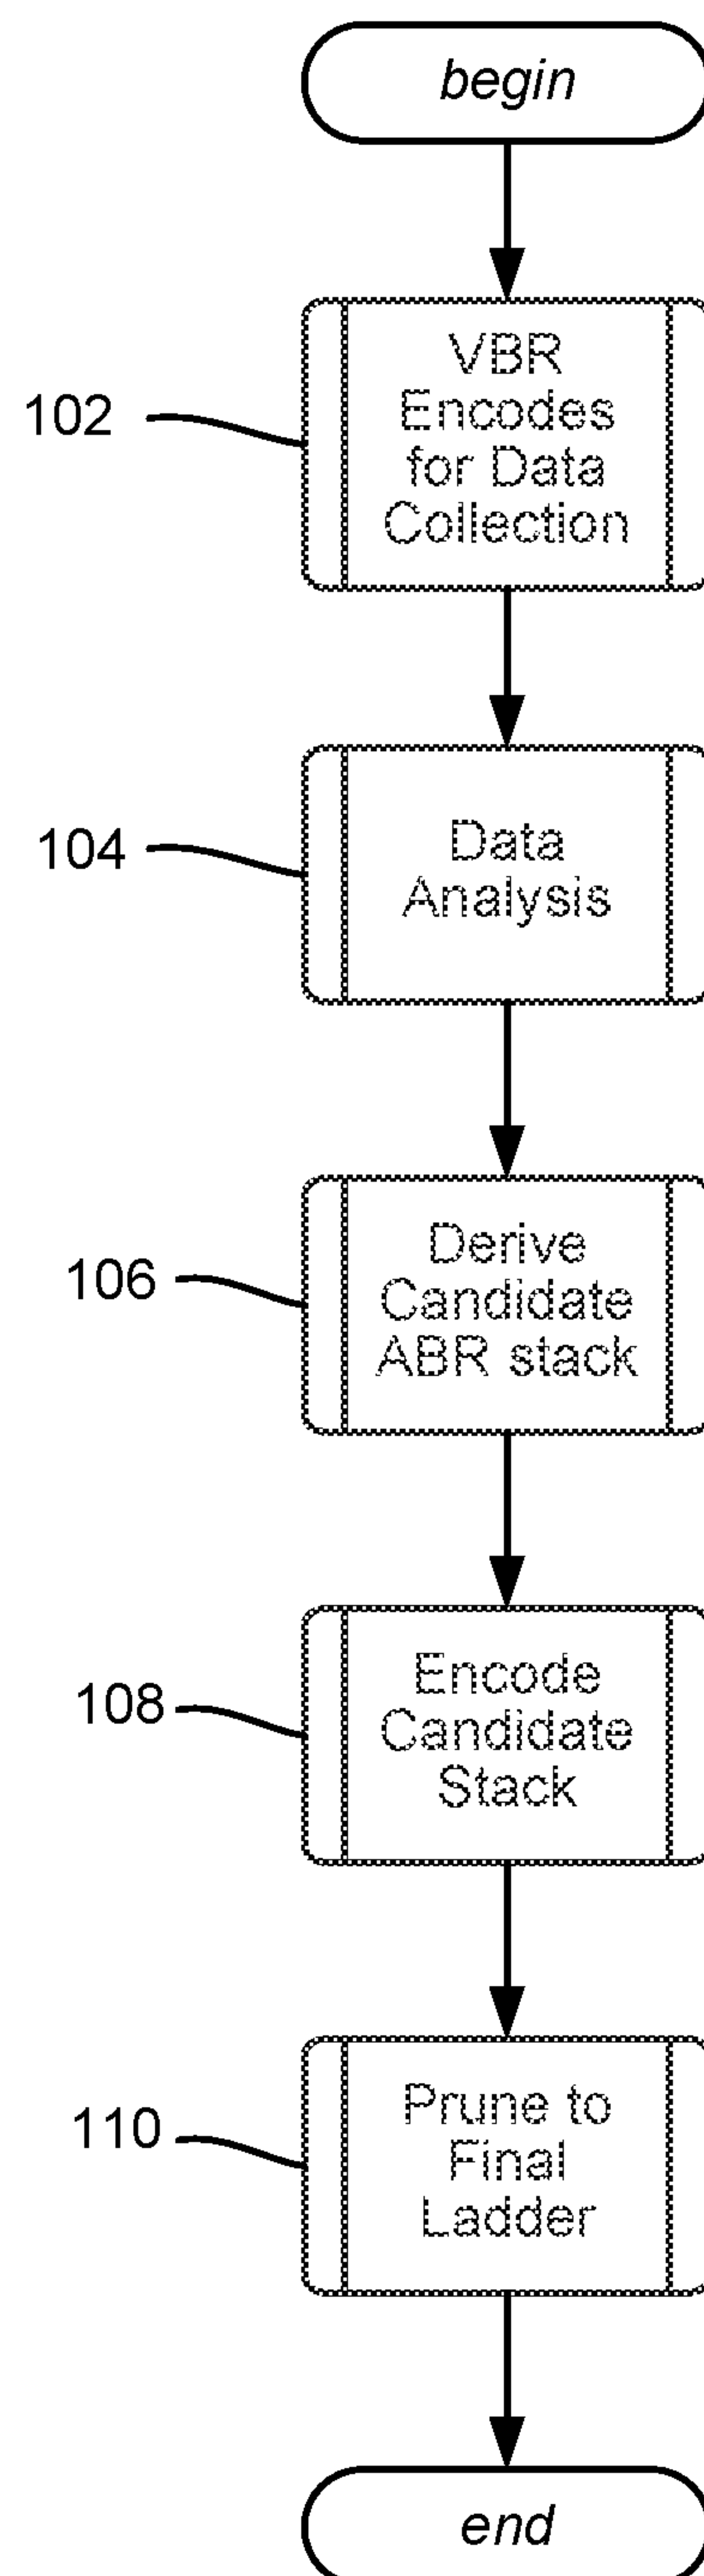 begin
102
VBR
Encodes
for Data
Collection
104
Data
Analysis
106
Derive
Candidate
ABR stack
108
Encode
Candidate
Stack
110
Prune to
Final
Ladder
end